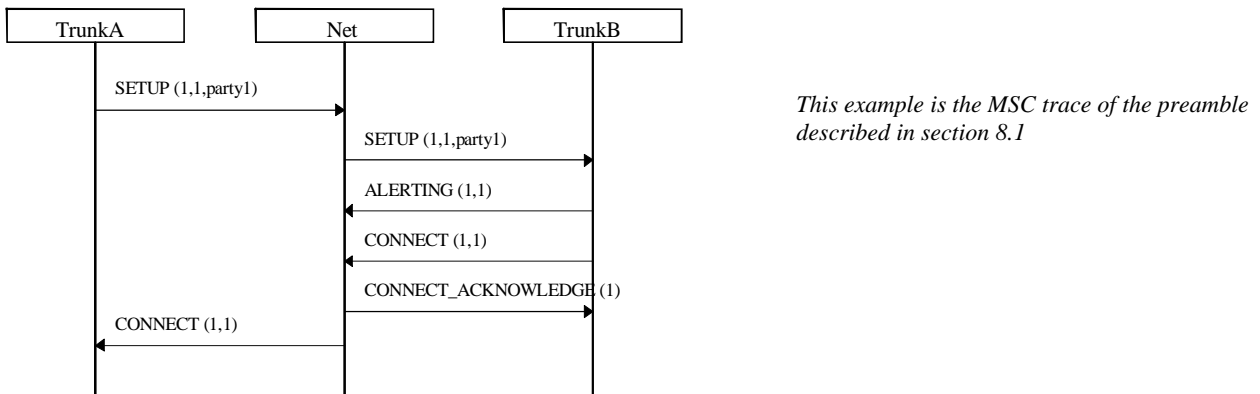 TrunkA
Net
TrunkB
SETUP (1,1,party1)
This example is the MSC trace of the preamble
described in section 8.1
SETUP (1,1,party1)
ALERTING (1,1)
CONNECT (1,1)
CONNECT_ACKNOWLEDGE (1)
CONNECT (1,1)